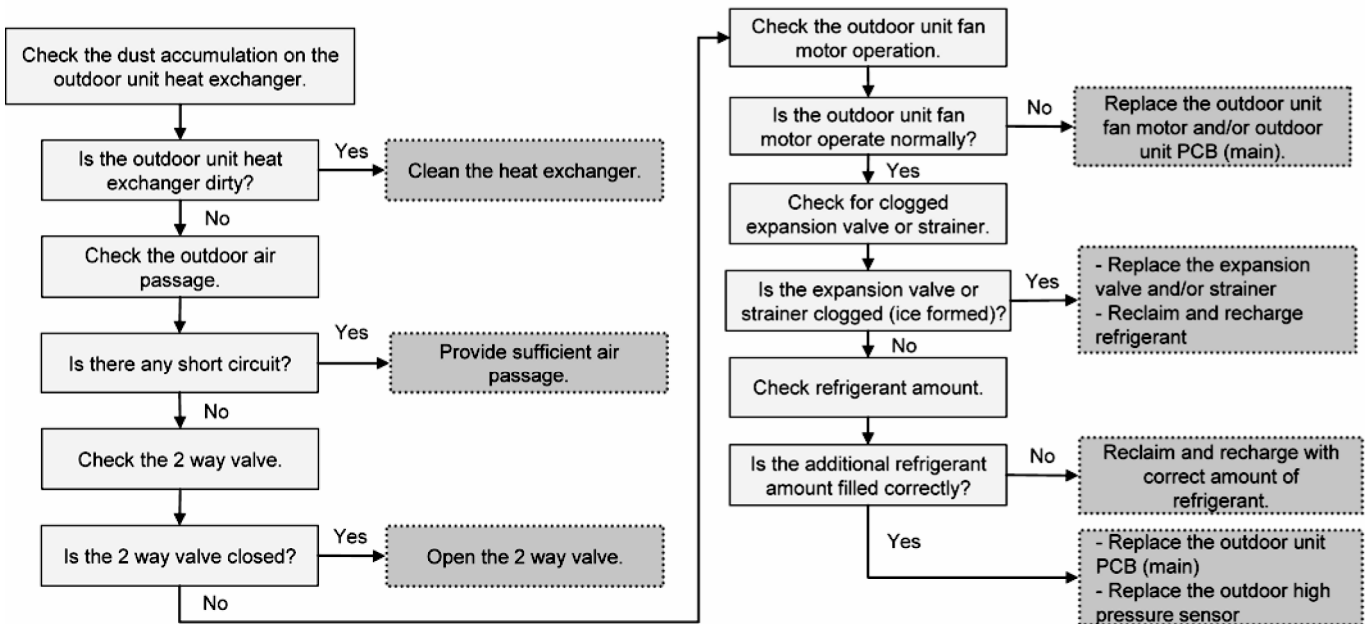 Check the dust accumulation on the
outdoor unit heat exchanger.
Is the outdoor unit heat
exchanger dirty?
Yes
Clean the heat exchanger.
No
Check the outdoor air
passage.
Is there any short circuit?
Yes
Provide sufficient air
passage.
No
Check the 2 way valve.
Is the 2 way valve closed?
Yes
Open the 2 way valve.
No
Check the outdoor unit fan
motor operation.
Is the outdoor unit fan
motor operate normally?
No
Replace the outdoor unit
fan motor and/or outdoor
unit PCB (main).
Yes
Check for clogged
expansion valve or strainer.
Is the expansion valve or
strainer clogged (ice formed)?
Yes
- Replace the expansion
valve and/or strainer
- Reclaim and recharge
refrigerant
No
Check refrigerant amount.
Is the additional refrigerant
amount filled correctly?
No
Reclaim and recharge with
correct amount of
refrigerant.
Yes
- Replace the outdoor unit
PCB (main)
- Replace the outdoor high
pressure sensor